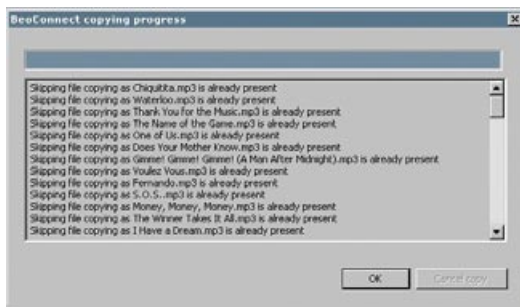 BeoConnect copying progress
Skipping file copying as Chiquitita.mp3 is already present
Skipping file copying as Waterloo.mp3 is already present
Skipping file copying as Thank You for the Music.mp3 is already present
Skipping file copying as The Name of the Game.mp3 is already present
Skipping file copying as One of Us.mp3 is already present
Skipping file copying as Does Your Mother Know.mp3 is already present
Skipping file copying as Gimme! Gimme! Gimme! (A Man After Midnight).mp3 is already present
Skipping file copying as Voulez Vous.mp3 is already present
Skipping file copying as Fernando.mp3 is already present
Skipping file copying as S.O.S..mp3 is already present
Skipping file copying as Money, Money, Money.mp3 is already present
Skipping file copying as The Winner Takes It All.mp3 is already present
Skipping file copying as I Have a Dream.mp3 is already present
OK
Cancel copy